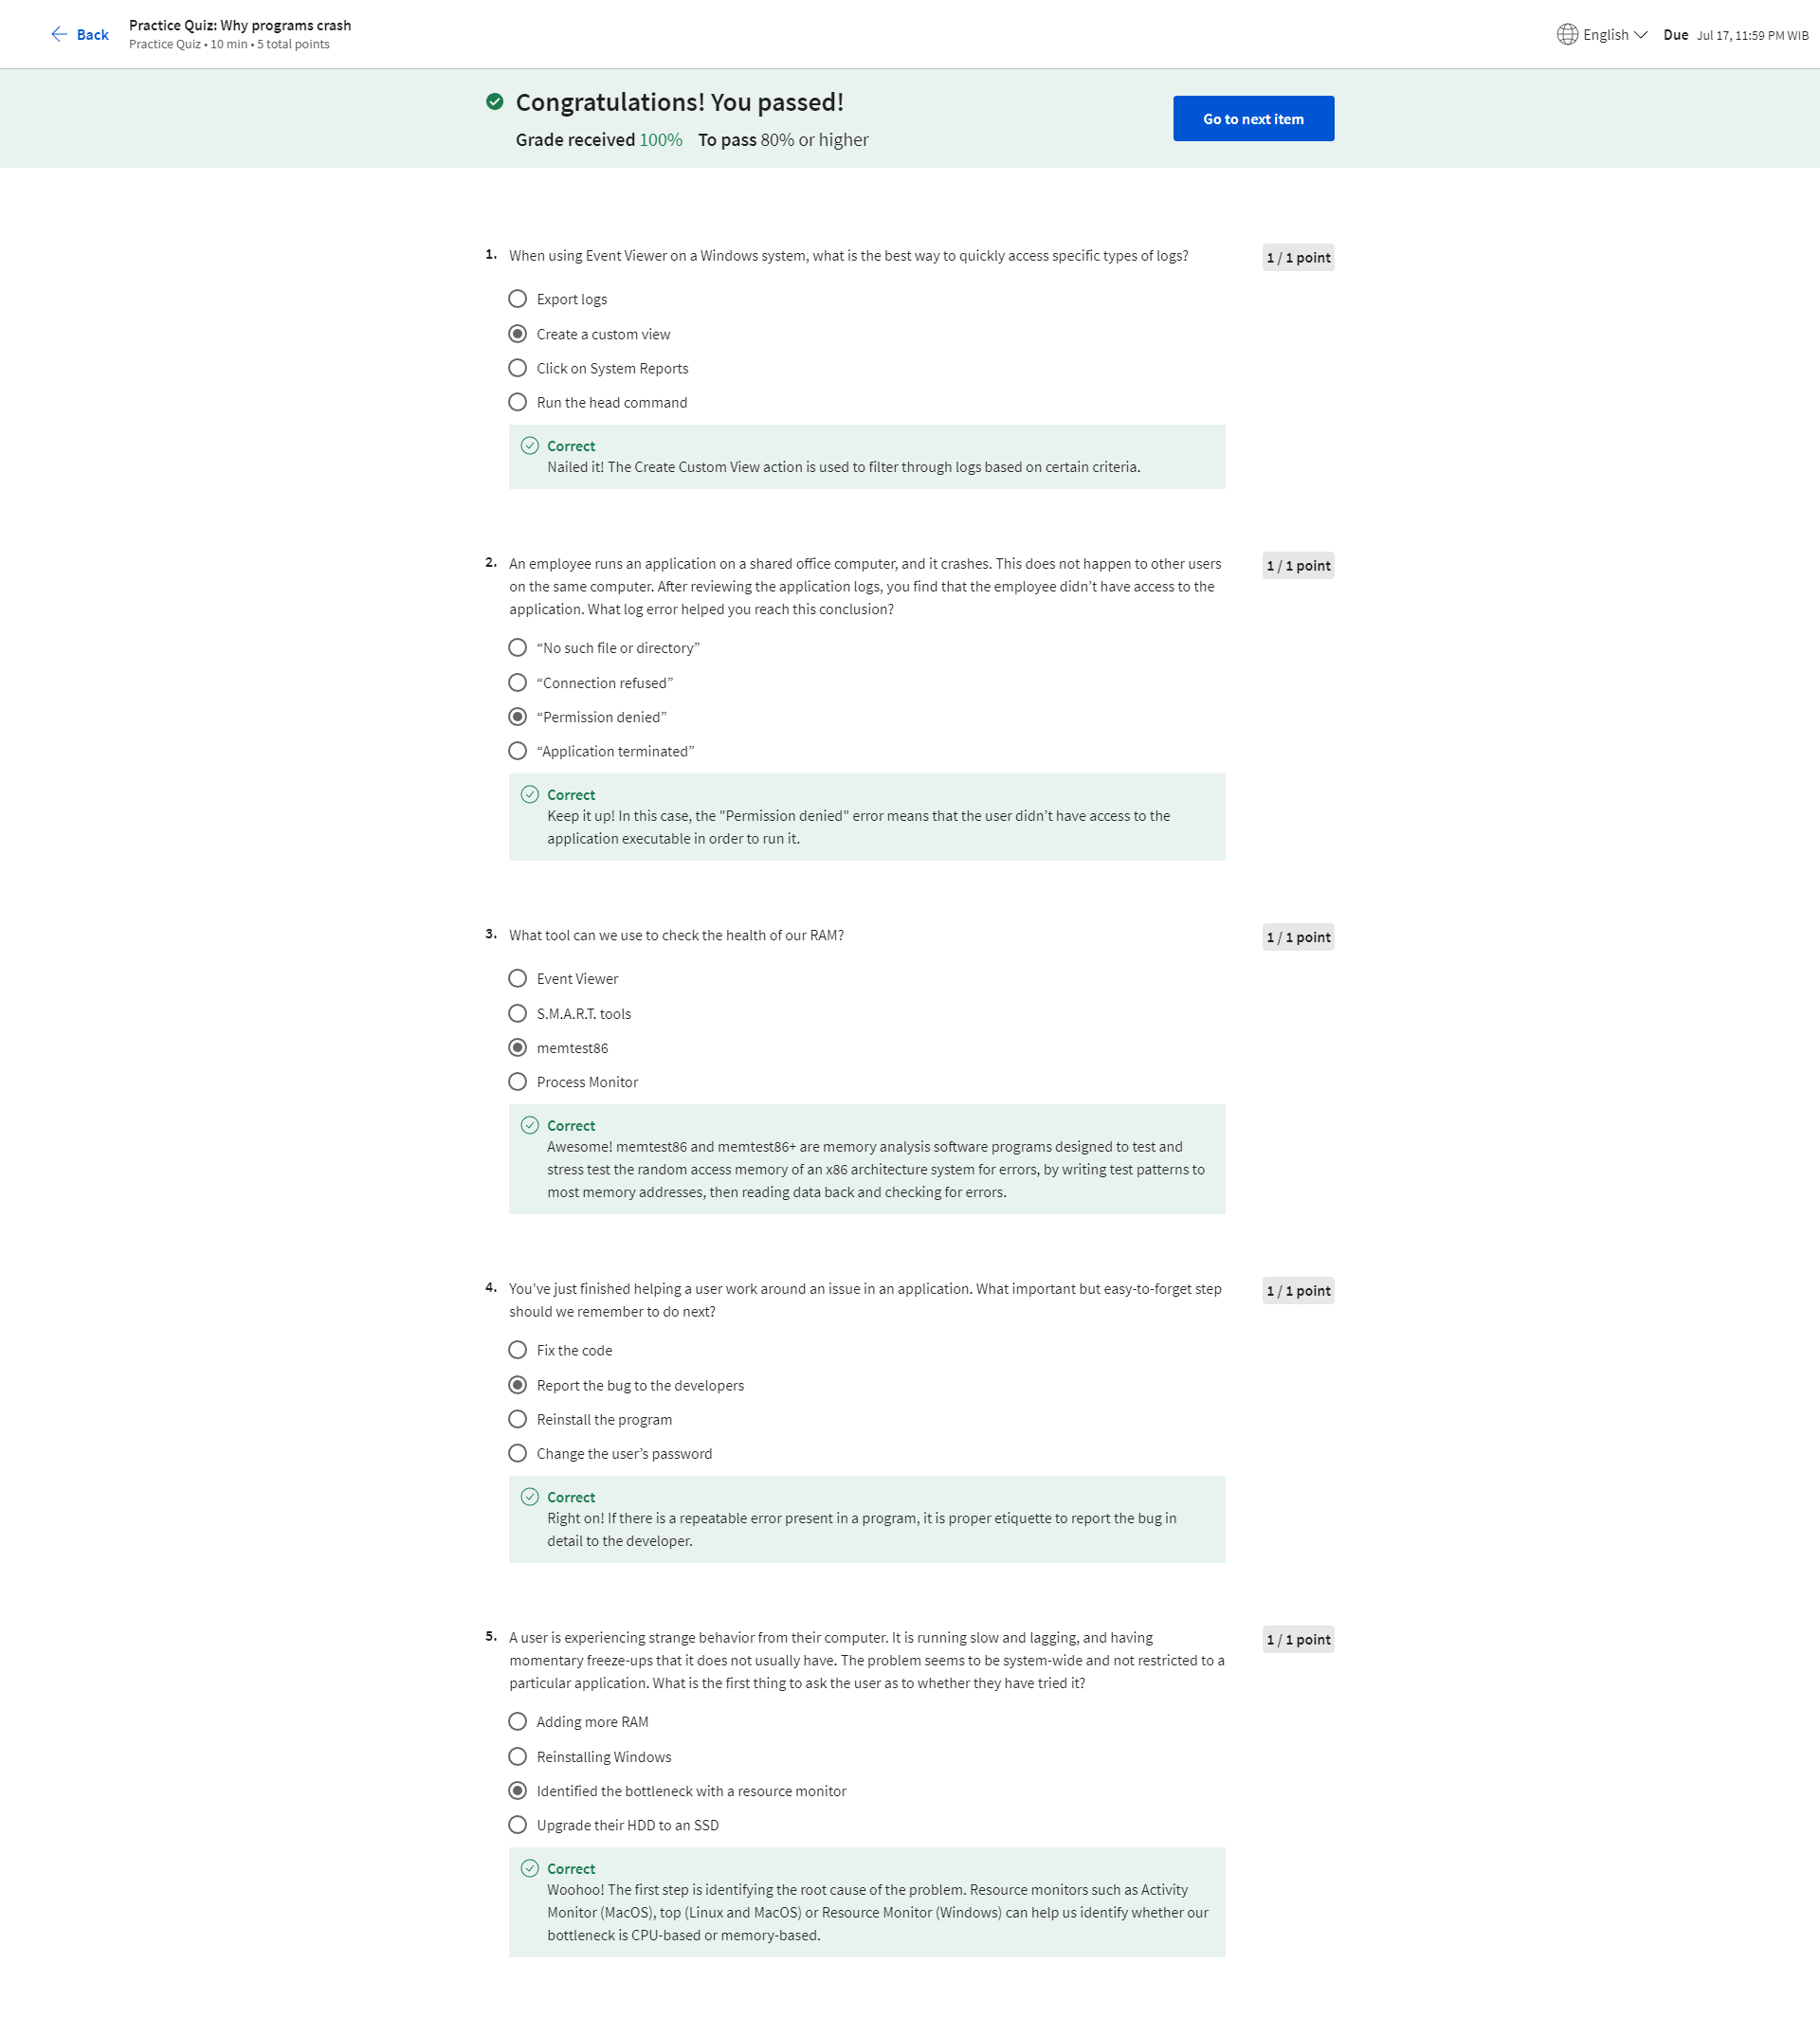 Back
Practice Quiz: Why programs crash
Practice Quiz • 10 min • 5 total points
English
Due Jul 17, 11:59 PM WIB
Congratulations! You passed!
Grade received 100% To pass 80% or higher
Go to next item
1. When using Event Viewer on a Windows system, what is the best way to quickly access specific types of logs?
1 / 1 point
Export logs
Create a custom view
Click on System Reports
Run the head command
Correct
Nailed it! The Create Custom View action is used to filter through logs based on certain criteria.
2. An employee runs an application on a shared office computer, and it crashes. This does not happen to other users
on the same computer. After reviewing the application logs, you find that the employee didn’t have access to the
application. What log error helped you reach this conclusion?
1 / 1 point
“No such file or directory”
“Connection refused”
“Permission denied”
“Application terminated”
Correct
Keep it up! In this case, the "Permission denied" error means that the user didn’t have access to the
application executable in order to run it.
3. What tool can we use to check the health of our RAM?
1 / 1 point
Event Viewer
S.M.A.R.T. tools
memtest86
Process Monitor
Correct
Awesome! memtest86 and memtest86+ are memory analysis software programs designed to test and
stress test the random access memory of an x86 architecture system for errors, by writing test patterns to
most memory addresses, then reading data back and checking for errors.
4. You've just finished helping a user work around an issue in an application. What important but easy-to-forget step
should we remember to do next?
1 / 1 point
Fix the code
Report the bug to the developers
Reinstall the program
Change the user’s password
Correct
Right on! If there is a repeatable error present in a program, it is proper etiquette to report the bug in
detail to the developer.
5. A user is experiencing strange behavior from their computer. It is running slow and lagging, and having
momentary freeze-ups that it does not usually have. The problem seems to be system-wide and not restricted to a
particular application. What is the first thing to ask the user as to whether they have tried it?
1 / 1 point
Adding more RAM
Reinstalling Windows
Identified the bottleneck with a resource monitor
Upgrade their HDD to an SSD
Correct
Woohoo! The first step is identifying the root cause of the problem. Resource monitors such as Activity
Monitor (MacOS), top (Linux and MacOS) or Resource Monitor (Windows) can help us identify whether our
bottleneck is CPU-based or memory-based.